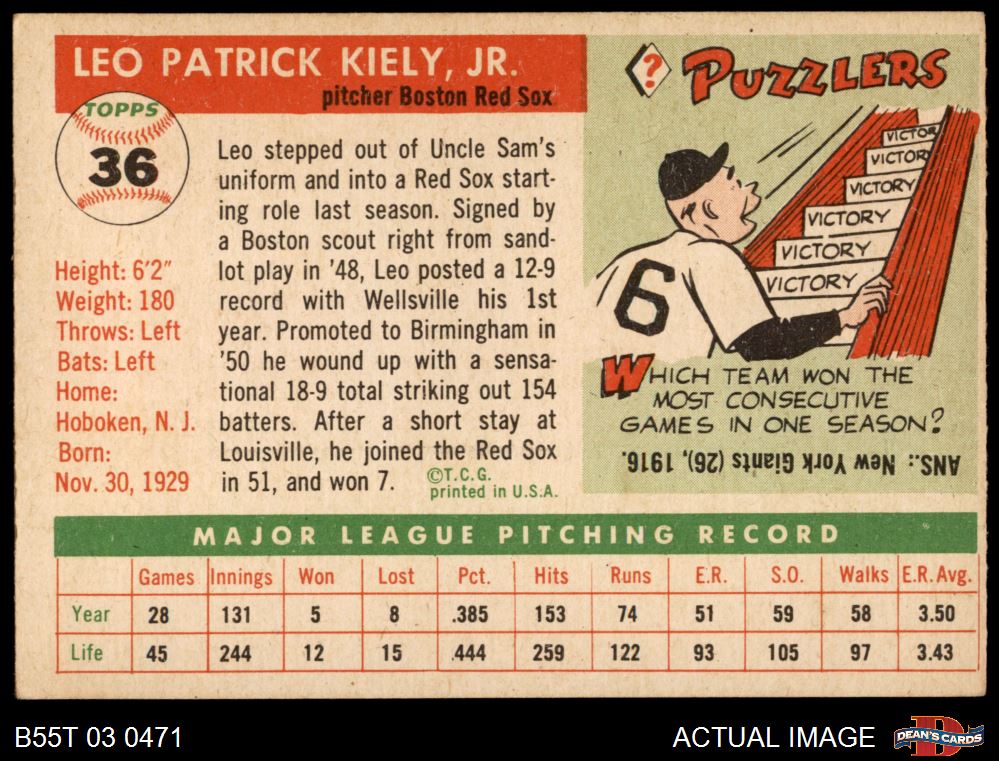 LEO PATRICK KIELY, JR.
pitcher Boston Red Sox
TOPPS
36
Leo stepped out of Uncle Sam's
uniform and into a Red Sox start-
ing role last season. Signed by
a Boston scout right from sand-
lot play in '48, Leo posted a 12-9
record with Wellsville his 1st
year. Promoted to Birmingham in
'50 he wound up with a sensa-
tional 18-9 total striking out 154
batters. After a short stay at
Louisville, he joined the Red Sox
in 51, and won 7.
©T.C.G.
printed in U.S.A.
Height: 6'2"
Weight: 180
Throws: Left
Bats: Left
Home:
Hoboken, N. J.
Born:
Nov. 30, 1929
?
PUZZLERS
VICTOR
VICTOR
VICTORY
VICTORY
VICTORY
VICTORY
6
WHICH TEAM WON THE
MOST CONSECUTIVE
GAMES IN ONE SEASON?
ANS.: New York Giants (26), 1916.
MAJOR LEAGUE PITCHING RECORD
Games Innings Won Lost Pct. Hits Runs E.R. S.O. Walks E.R. Avg.
Year 28 131 5 8 .385 153 74 51 59 58 3.50
Life 45 244 12 15 .444 259 122 93 105 97 3.43
B55T 03 0471
ACTUAL IMAGE
D
DEAN'S CARDS